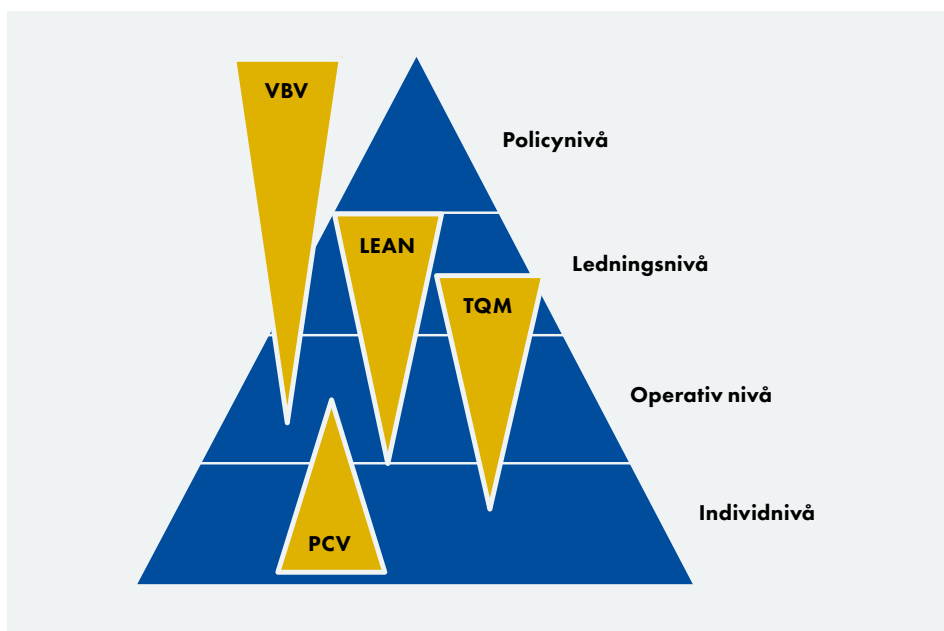 VBV
Policynivå
LEAN
Ledningsnivå
TQM
Operativ nivå
Individnivå
PCV